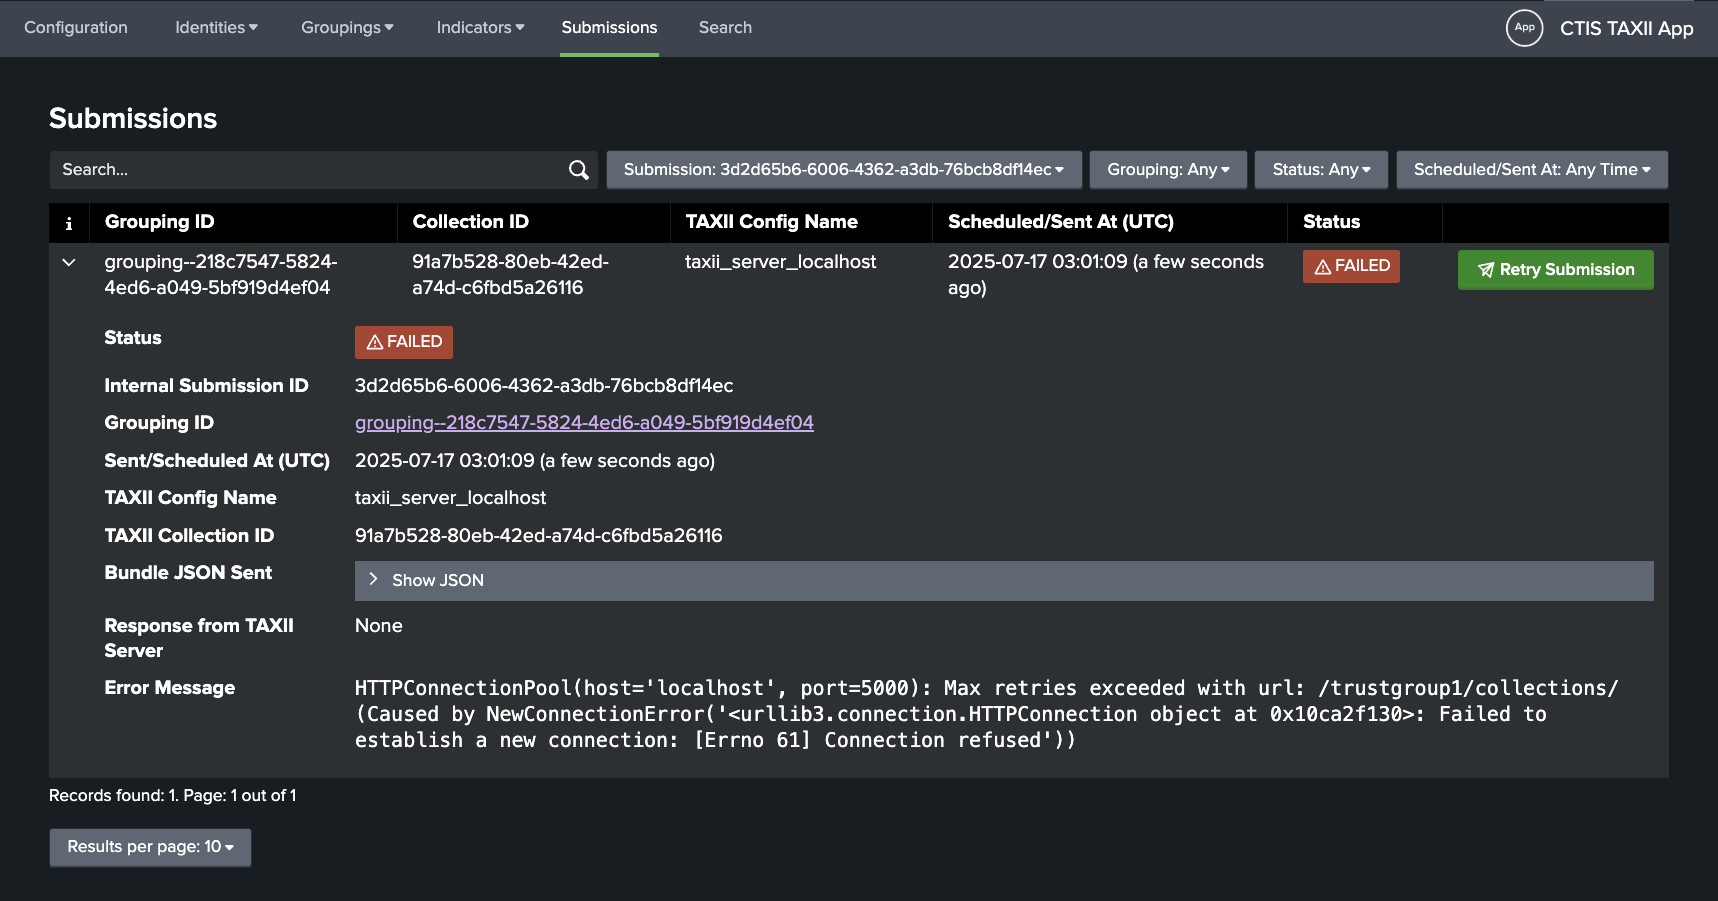 Configuration Identities Groupings Indicators Submissions Search App CTIS TAXII App
Submissions
Search... Submission: 3d2d65b6-6006-4362-a3db-76bcb8df14ec Grouping: Any Status: Any Scheduled/Sent At: Any Time
i Grouping ID Collection ID TAXII Config Name Scheduled/Sent At (UTC) Status
grouping--218c7547-5824- 91a7b528-80eb-42ed- taxii_server_localhost 2025-07-17 03:01:09 (a few seconds FAILED Retry Submission
4ed6-a049-5bf919d4ef04 a74d-c6fbd5a26116 ago)
Status FAILED
Internal Submission ID 3d2d65b6-6006-4362-a3db-76bcb8df14ec
Grouping ID grouping--218c7547-5824-4ed6-a049-5bf919d4ef04
Sent/Scheduled At (UTC) 2025-07-17 03:01:09 (a few seconds ago)
TAXII Config Name taxii_server_localhost
TAXII Collection ID 91a7b528-80eb-42ed-a74d-c6fbd5a26116
Bundle JSON Sent Show JSON
Response from TAXII None
Server
Error Message HTTPConnectionPool(host='localhost', port=5000): Max retries exceeded with url: /trustgroup1/collections/
(Caused by NewConnectionError('<urllib3.connection.HTTPConnection object at 0x10ca2f130>: Failed to
establish a new connection: [Errno 61] Connection refused'))
Records found: 1. Page: 1 out of 1
Results per page: 10